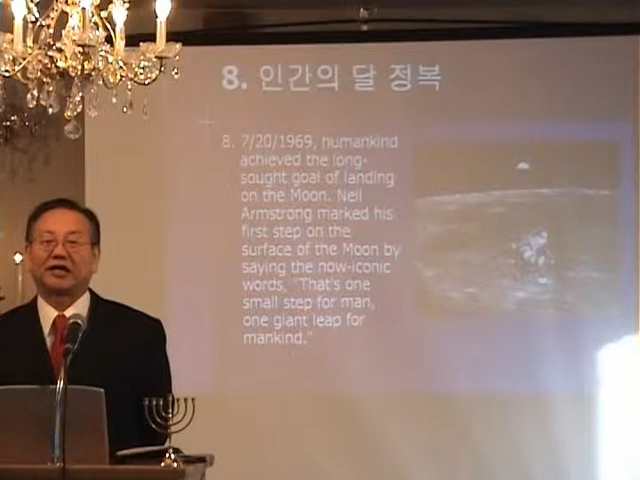 8. 인간의 달 정복
8. 7/20/1969, humankind
achieved the long-
sought goal of landing
on the Moon. Neil
Armstrong marked his
first step on the
surface of the Moon by
saying the now-iconic
words, "That's one
small step for man,
one giant leap for
mankind."